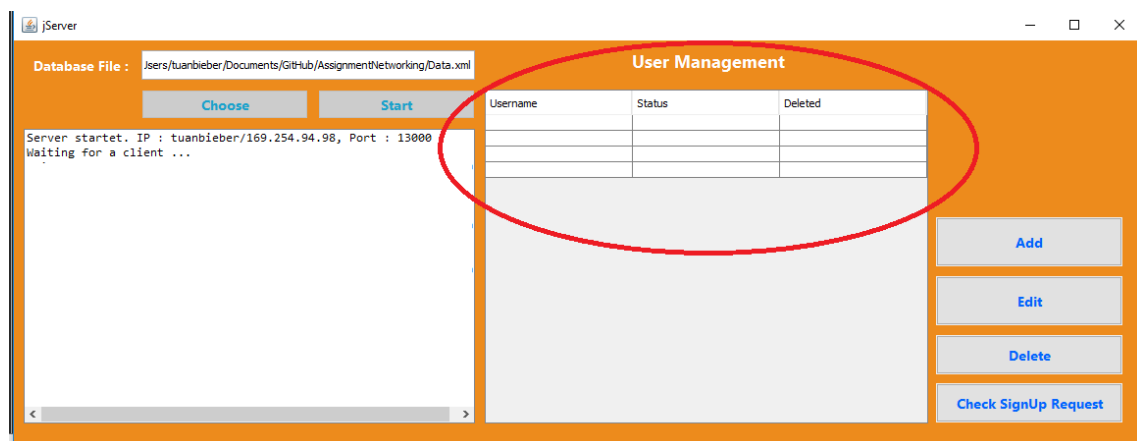 jServer
Database File :
Jsers/tuanbieber/Documents/GitHub/AssignmentNetworking/Data.xml
User Management
Choose
Start
Username
Status
Deleted
Server startet. IP : tuanbieber/169.254.94.98, Port : 13000
Waiting for a client ...
Add
Edit
Delete
Check SignUp Request